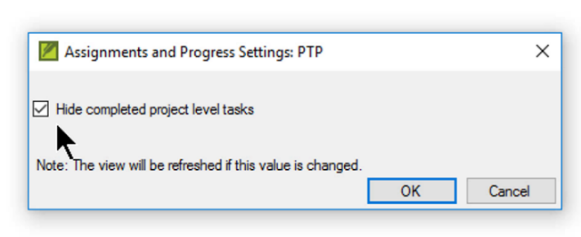 Assignments and Progress Settings: PTP
Hide completed project level tasks
Note: The view will be refreshed if this value is changed.
OK
Cancel